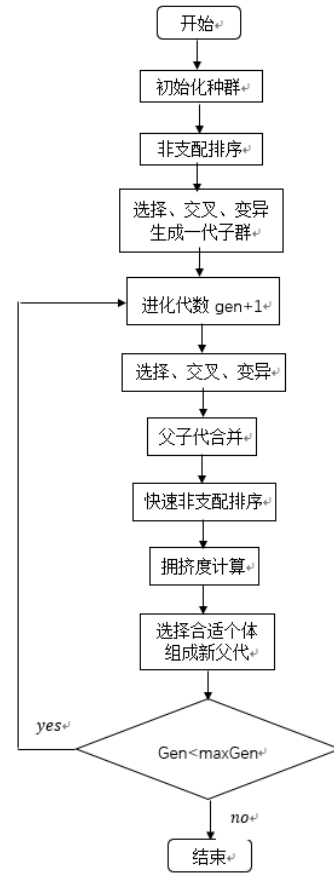 开始
初始化种群
非支配排序
选择、交叉、变异
生成一代子群
进化代数 gen+1
选择、交叉、变异
父子代合并
快速非支配排序
拥挤度计算
选择合适个体
组成新父代
yes
Gen<maxGen
no
结束